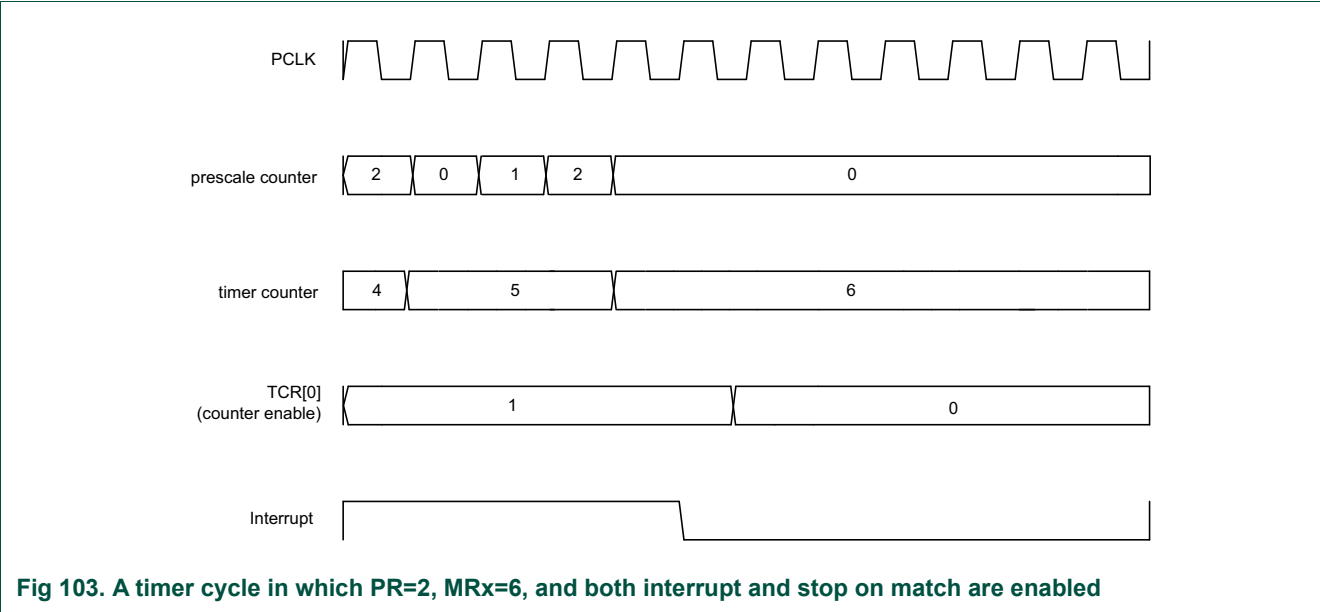 PCLK
prescale counter
2 0 1 2 0
timer counter
4 5 6
TCR[0]
(counter enable)
1 0
Interrupt
Fig 103. A timer cycle in which PR=2, MRx=6, and both interrupt and stop on match are enabled